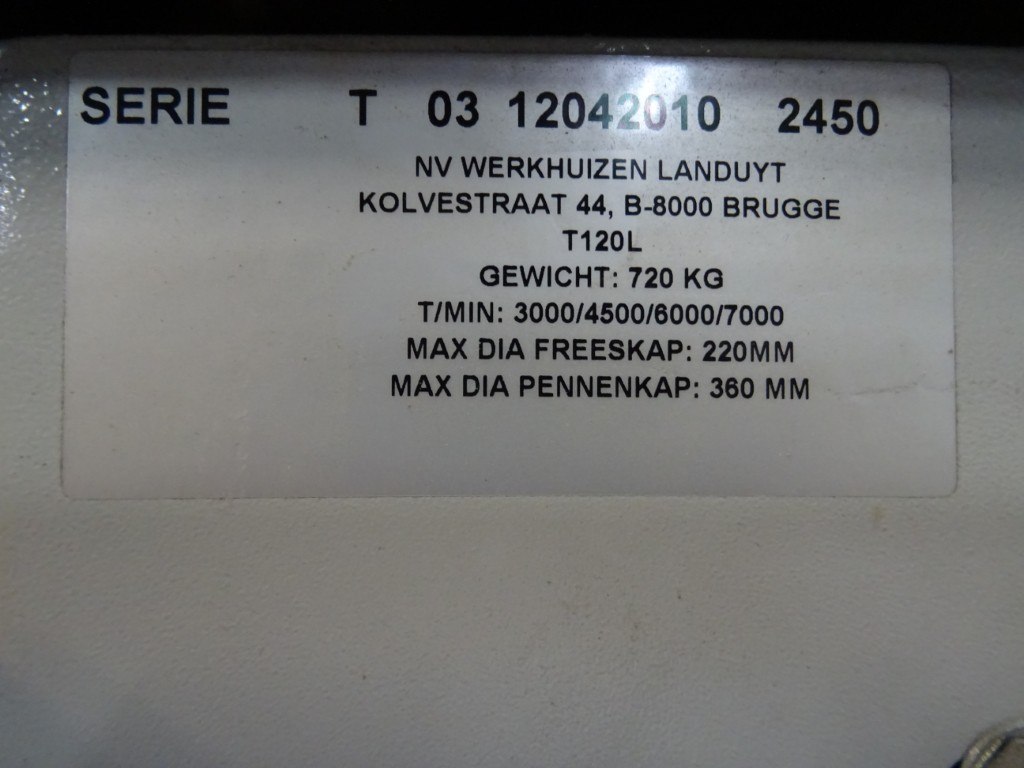 SERIE T 03 12042010 2450
NV WERKHUIZEN LANDUYT
KOLVESTRAAT 44, B-8000 BRUGGE
T120L
GEWICHT: 720 KG
T/MIN: 3000/4500/6000/7000
MAX DIA FREESKAP: 220MM
MAX DIA PENNENKAP: 360 MM